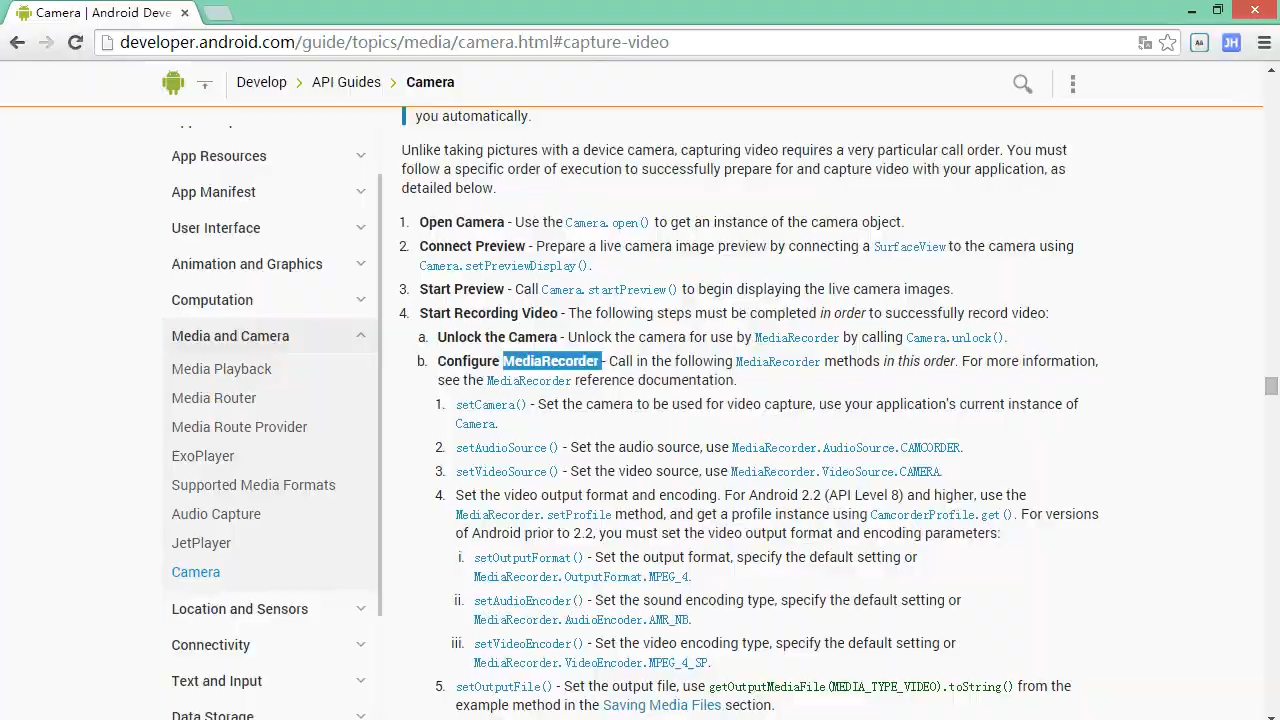 Camera | Android Deve
developer.android.com/guide/topics/media/camera.html#capture-video
Aa
JH
Develop > API Guides > Camera
you automatically.
App Resources
App Manifest
User Interface
Animation and Graphics
Computation
Media and Camera
Media Playback
Media Router
Media Route Provider
ExoPlayer
Supported Media Formats
Audio Capture
JetPlayer
Camera
Location and Sensors
Connectivity
Text and Input
Data Storage
Unlike taking pictures with a device camera, capturing video requires a very particular call order. You must
follow a specific order of execution to successfully prepare for and capture video with your application, as
detailed below.
1. Open Camera - Use the Camera.open() to get an instance of the camera object.
2. Connect Preview - Prepare a live camera image preview by connecting a SurfaceView to the camera using
Camera.setPreviewDisplay().
3. Start Preview - Call Camera.startPreview() to begin displaying the live camera images.
4. Start Recording Video - The following steps must be completed in order to successfully record video:
a. Unlock the Camera - Unlock the camera for use by MediaRecorder by calling Camera.unlock().
b. Configure MediaRecorder - Call in the following MediaRecorder methods in this order. For more information,
see the MediaRecorder reference documentation.
1. setCamera() - Set the camera to be used for video capture, use your application's current instance of
Camera.
2. setAudioSource() - Set the audio source, use MediaRecorder.AudioSource.CAMCORDER.
3. setVideoSource() - Set the video source, use MediaRecorder.VideoSource.CAMERA.
4. Set the video output format and encoding. For Android 2.2 (API Level 8) and higher, use the
MediaRecorder.setProfile method, and get a profile instance using CamcorderProfile.get(). For versions
of Android prior to 2.2, you must set the video output format and encoding parameters:
i. setOutputFormat() - Set the output format, specify the default setting or
MediaRecorder.OutputFormat.MPEG_4.
ii. setAudioEncoder() - Set the sound encoding type, specify the default setting or
MediaRecorder.AudioEncoder.AMR_NB.
iii. setVideoEncoder() - Set the video encoding type, specify the default setting or
MediaRecorder.VideoEncoder.MPEG_4_SP.
5. setOutputFile() - Set the output file, use getOutputMediaFile(MEDIA_TYPE_VIDEO).toString() from the
example method in the Saving Media Files section.